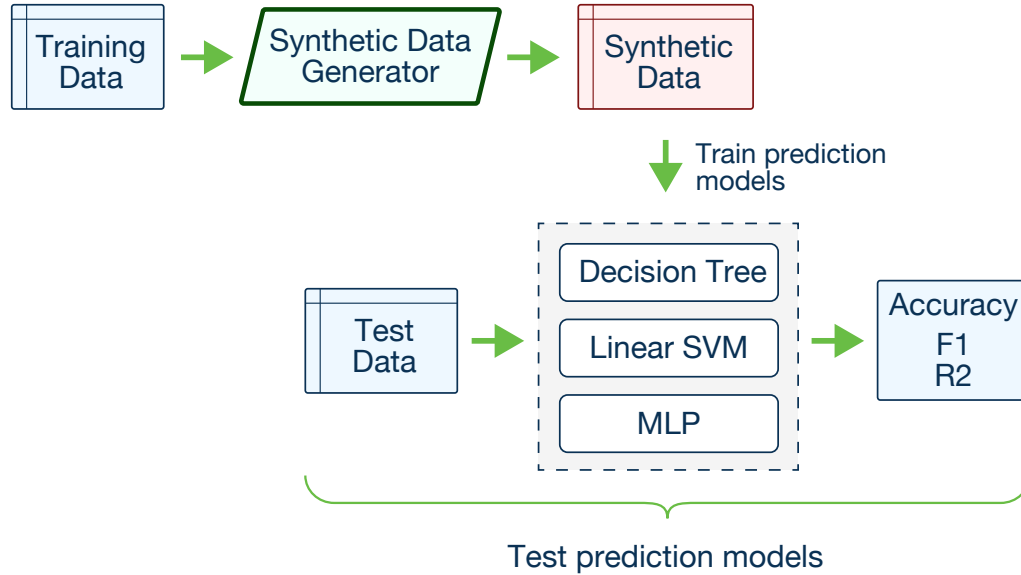 Training
Data
Synthetic Data
Generator
Synthetic
Data
Train prediction
models
Test
Data
Decision Tree
Linear SVM
MLP
Accuracy
F1
R2
Test prediction models